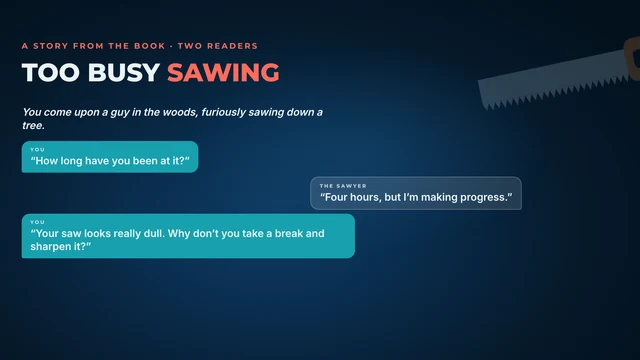 A STORY FROM THE BOOK · TWO READERS
TOO BUSY SAWING
You come upon a guy in the woods, furiously sawing down a
tree.
YOU
“How long have you been at it?”
THE SAWYER
“Four hours, but I’m making progress.”
YOU
“Your saw looks really dull. Why don’t you take a break and
sharpen it?”